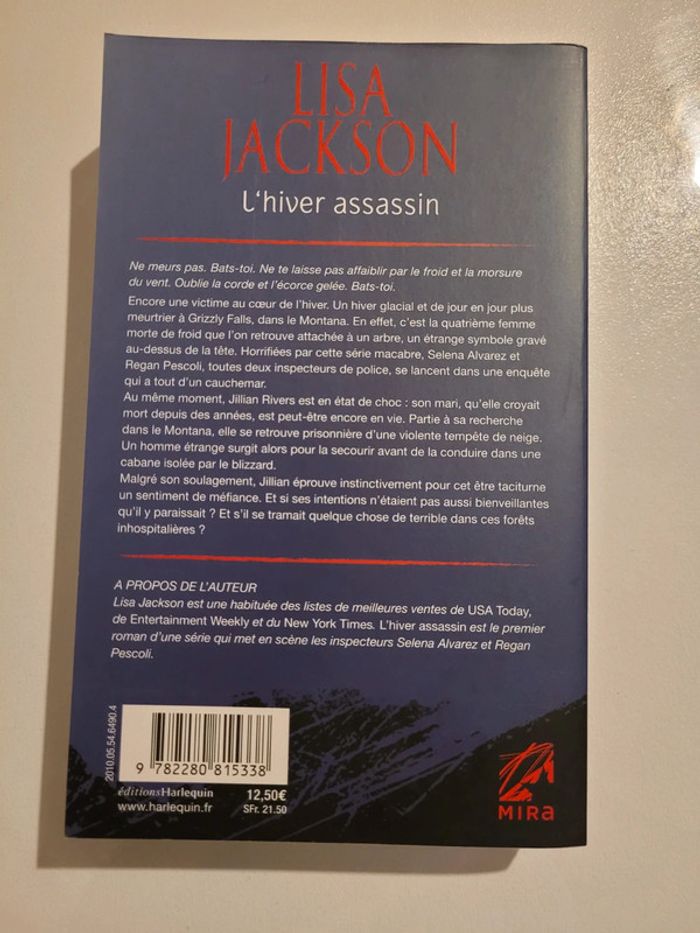 LISA
JACKSON
L'hiver assassin
Ne meurs pas. Bats-toi. Ne te laisse pas affaiblir par le froid et la morsure
du vent. Oublie la corde et l'écorce gelée. Bats-toi.
Encore une victime au cœur de l'hiver. Un hiver glacial et de jour en jour plus
meurtrier à Grizzly Falls, dans le Montana. En effet, c'est la quatrième femme
morte de froid que l'on retrouve attachée à un arbre, un étrange symbole gravé
au-dessus de la tête. Horrifiées par cette série macabre, Selena Alvarez et
Regan Pescoli, toutes deux inspecteurs de police, se lancent dans une enquête
qui a tout d'un cauchemar.
Au même moment, Jillian Rivers est en état de choc : son mari, qu'elle croyait
mort depuis des années, est peut-être encore en vie. Partie à sa recherche
dans le Montana, elle se retrouve prisonnière d'une violente tempête de neige.
Un homme étrange surgit alors pour la secourir avant de la conduire dans une
cabane isolée par le blizzard.
Malgré son soulagement, Jillian éprouve instinctivement pour cet être taciturne
un sentiment de méfiance. Et si ses intentions n'étaient pas aussi bienveillantes
qu'il y paraissait ? Et s'il se tramait quelque chose de terrible dans ces forêts
inhospitalières ?
A PROPOS DE L'AUTEUR
Lisa Jackson est une habituée des listes de meilleures ventes de USA Today,
de Entertainment Weekly et du New York Times. L'hiver assassin est le premier
roman d'une série qui met en scène les inspecteurs Selena Alvarez et Regan
Pescoli.
2010.05.54.6490.4
9 782280 815338
éditionsHarlequin
www.harlequin.fr
12,50€
SFr. 21.50
MIRa